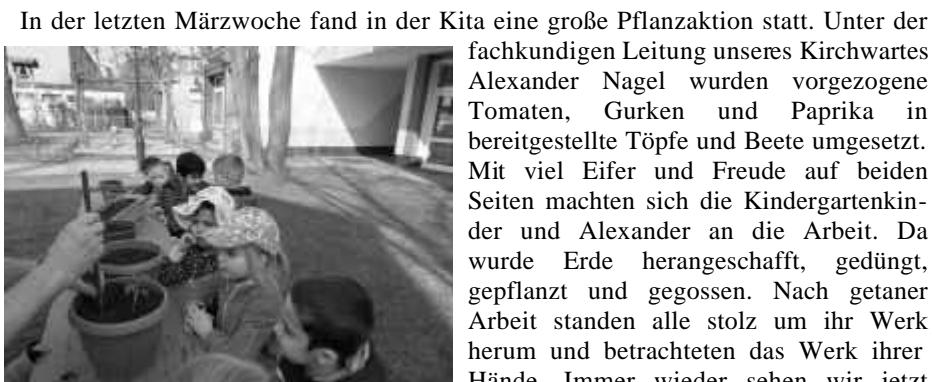 In der letzten Märzwoche fand in der Kita eine große Pflanzaktion statt. Unter der
fachkundigen Leitung unseres Kirchwartes
Alexander Nagel wurden vorgezogene
Tomaten, Gurken und Paprika in
bereitgestellte Töpfe und Beete umgesetzt.
Mit viel Eifer und Freude auf beiden
Seiten machten sich die Kindergartenkin-
der und Alexander an die Arbeit. Da
wurde Erde herangeschafft, gedüngt,
gepflanzt und gegossen. Nach getaner
Arbeit standen alle stolz um ihr Werk
herum und betrachteten das Werk ihrer
Hände. Immer wieder sehen wir jetzt